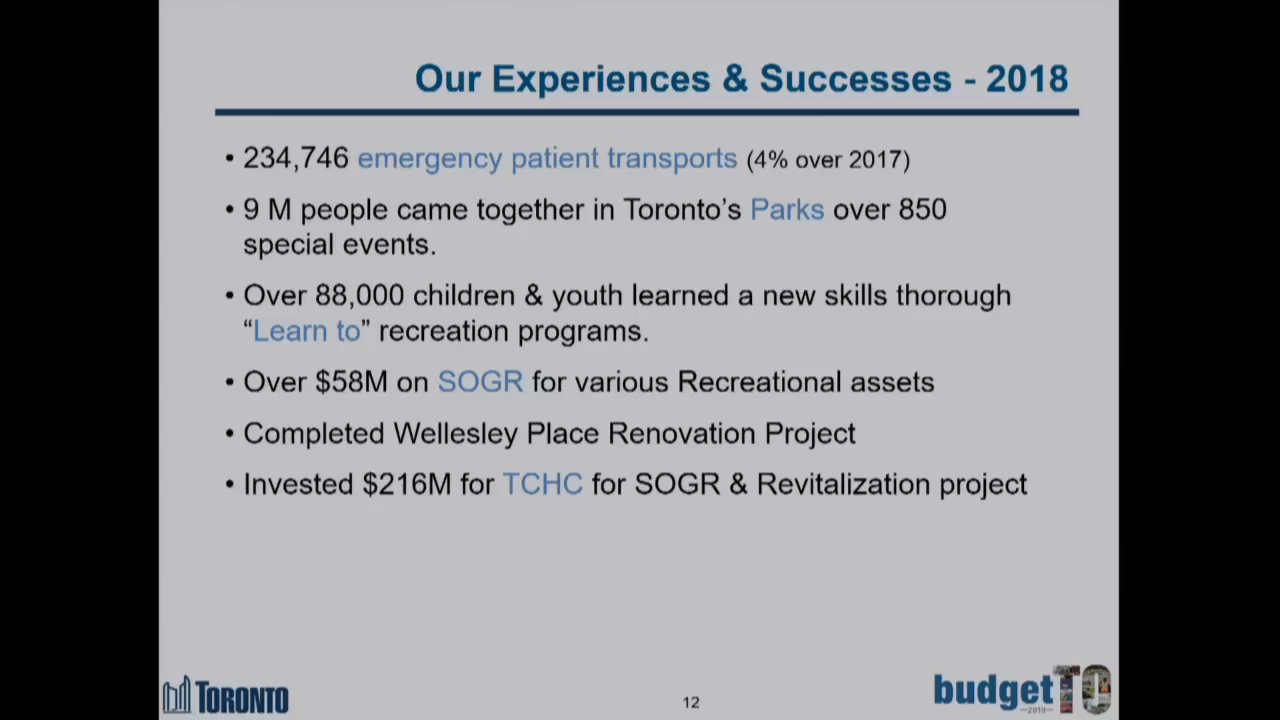 Our Experiences & Successes - 2018
• 234,746 emergency patient transports (4% over 2017)
• 9 M people came together in Toronto’s Parks over 850
special events.
• Over 88,000 children & youth learned a new skills thorough
“Learn to” recreation programs.
• Over $58M on SOGR for various Recreational assets
• Completed Wellesley Place Renovation Project
• Invested $216M for TCHC for SOGR & Revitalization project
TORONTO
12
budgetTO
2019